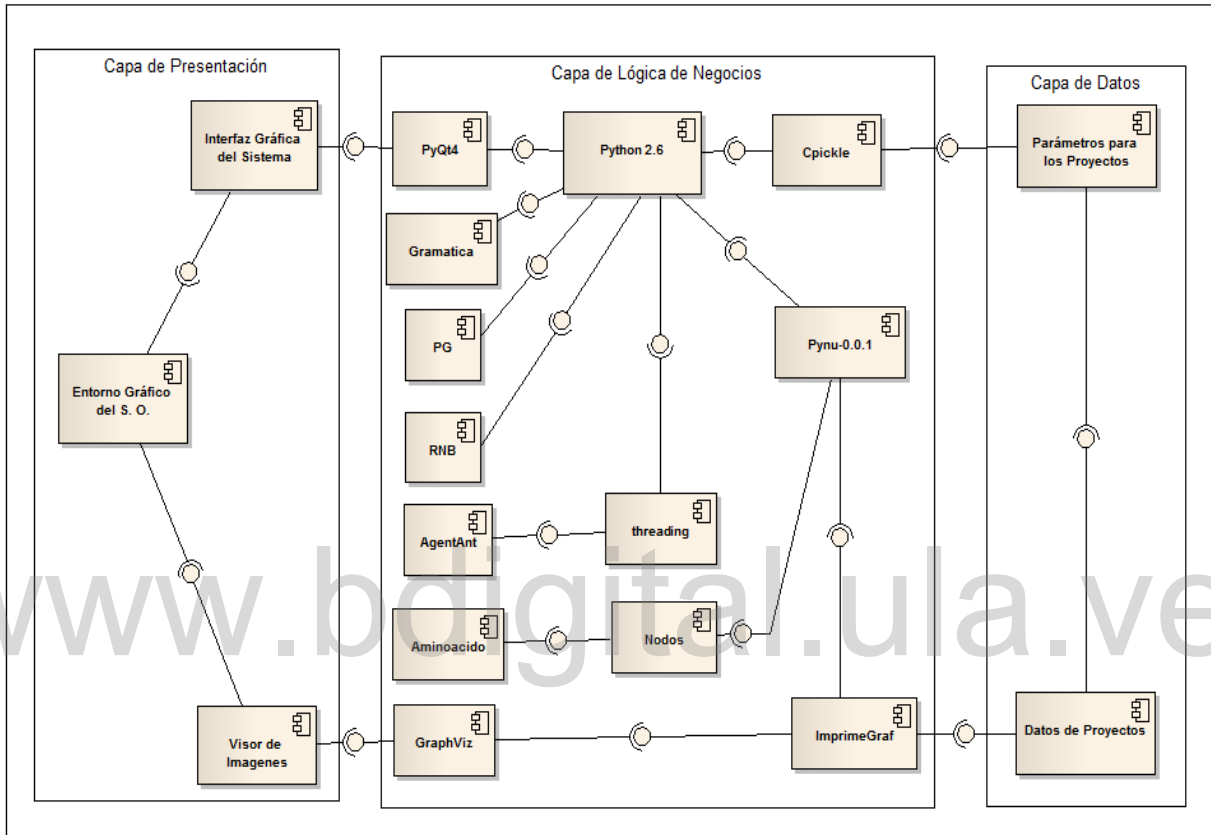 Capa de Presentación
Interfaz Gráfica
del Sistema
Entorno Gráfico
del S. O.
Visor de
Imagenes
Capa de Lógica de Negocios
PyQt4
Python 2.6
Cpickle
Gramatica
PG
Pynu-0.0.1
RNB
AgentAnt
threading
Aminoacido
Nodos
GraphViz
ImprimeGraf
Capa de Datos
Parámetros para
los Proyectos
Datos de Proyectos
www.bdigital.ula.ve